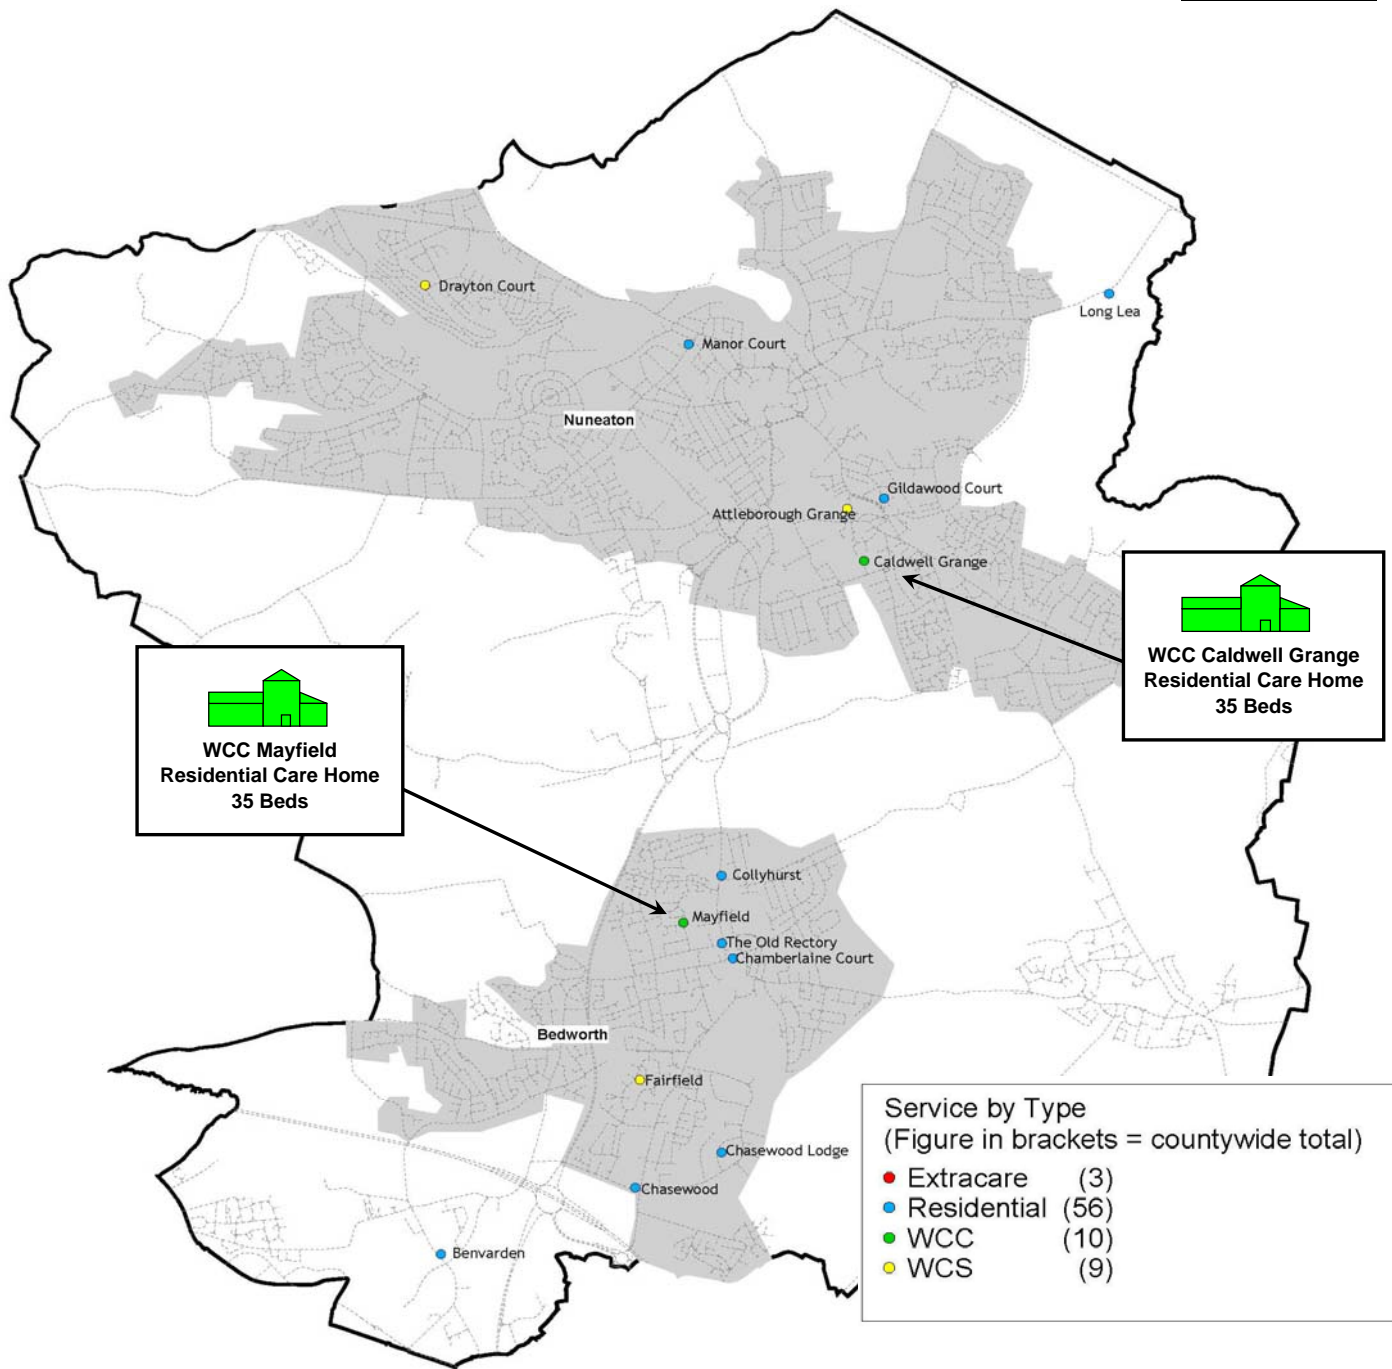 Drayton Court
Long Lea
Manor Court
Nuneaton
Gildawood Court
Attleborough Grange
Caldwell Grange
WCC Caldwell Grange
Residential Care Home
35 Beds
WCC Mayfield
Residential Care Home
35 Beds
Collyhurst
Mayfield
The Old Rectory
Chamberlaine Court
Bedworth
Fairfield
Chasewood Lodge
Chasewood
Benvarden
Service by Type
(Figure in brackets = countywide total)
Extracare (3)
Residential (56)
WCC (10)
WCS (9)